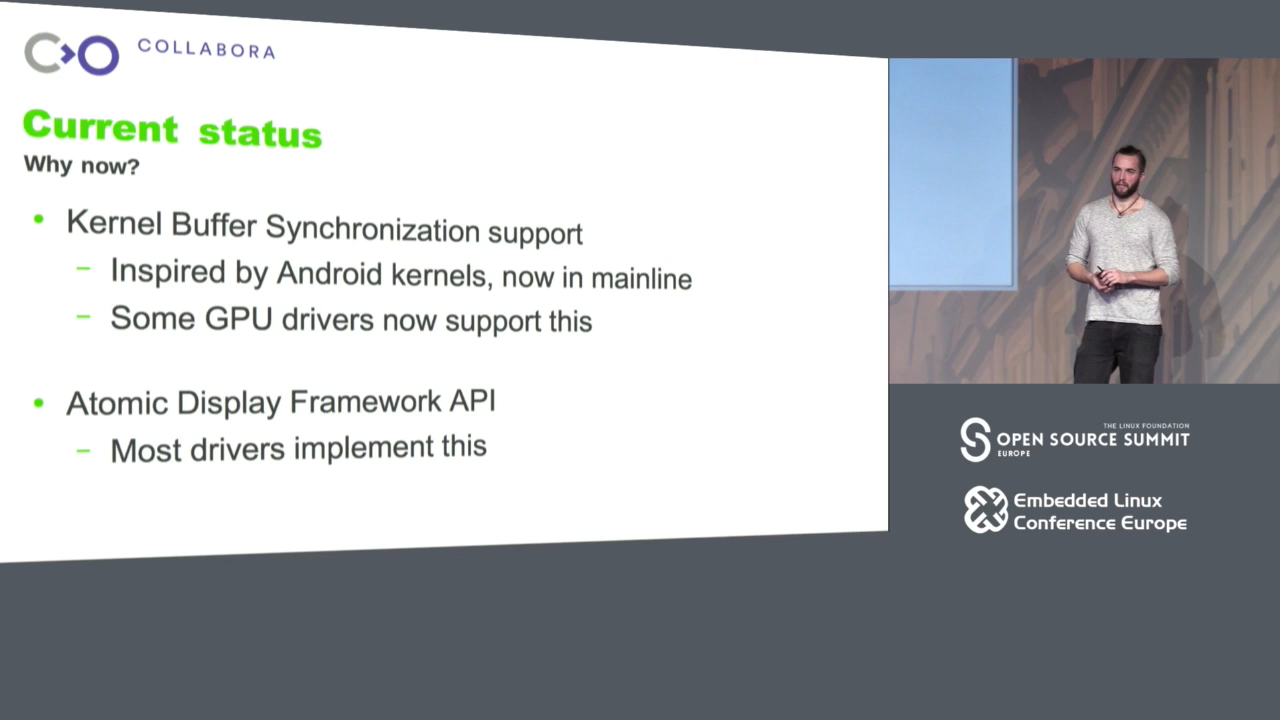 COLLABORA
Current status
Why now?
• Kernel Buffer Synchronization support
– Inspired by Android kernels, now in mainline
– Some GPU drivers now support this
• Atomic Display Framework API
– Most drivers implement this
THE LINUX FOUNDATION
OPEN SOURCE SUMMIT
EUROPE
Embedded Linux
Conference Europe